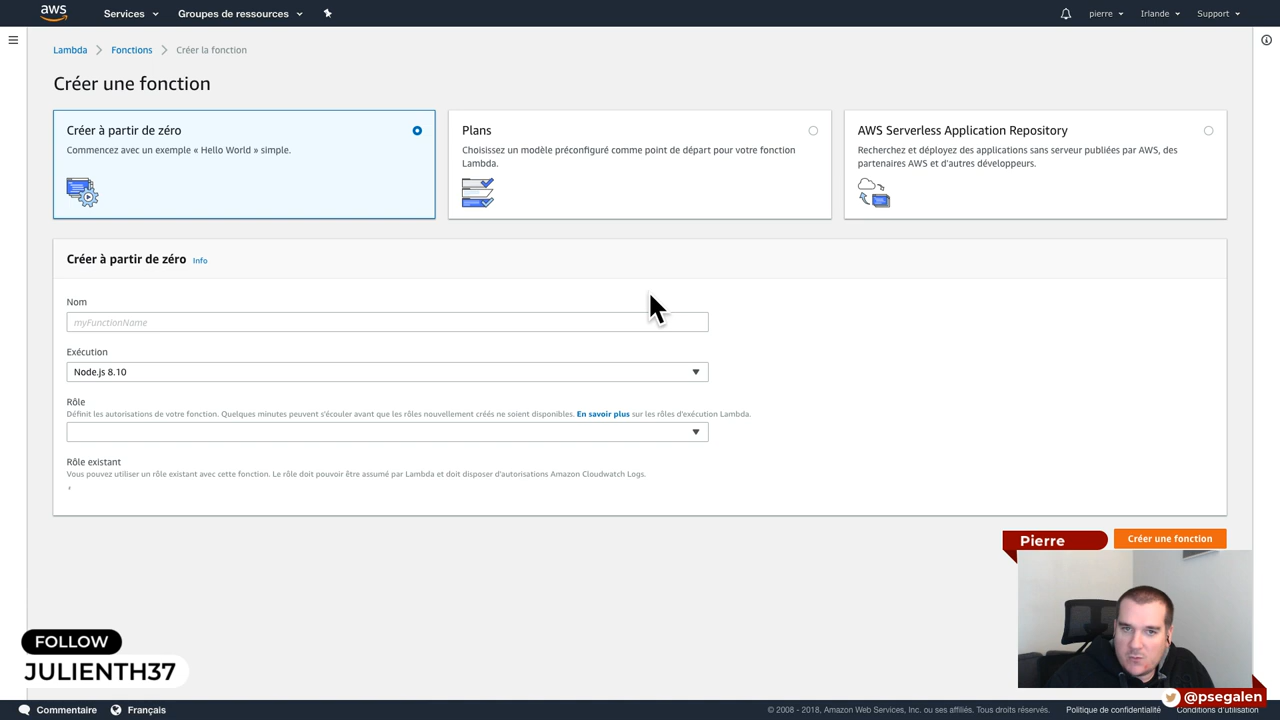 aws Services Groupes de ressources pierre Irlande Support
Lambda Fonctions Créer la fonction
Créer une fonction
Créer à partir de zéro
Commencez avec un exemple « Hello World » simple.
Plans
Choisissez un modèle préconfiguré comme point de départ pour votre fonction
Lambda.
AWS Serverless Application Repository
Recherchez et déployez des applications sans serveur publiées par AWS, des
partenaires AWS et d'autres développeurs.
Créer à partir de zéro Info
Nom
myFunctionName
Exécution
Node.js 8.10
Rôle
Définit les autorisations de votre fonction. Quelques minutes peuvent s'écouler avant que les rôles nouvellement créés ne soient disponibles. En savoir plus sur les rôles d'exécution Lambda.
Rôle existant
Vous pouvez utiliser un rôle existant avec cette fonction. Le rôle doit pouvoir être assumé par Lambda et doit disposer d'autorisations Amazon Cloudwatch Logs.
Pierre
Créer une fonction
FOLLOW
JULIENTH37
@psegalen
Commentaire Français © 2008 - 2018, Amazon Web Services, Inc. ou ses affiliés. Tous droits réservés. Politique de confidentialité Conditions d'utilisation